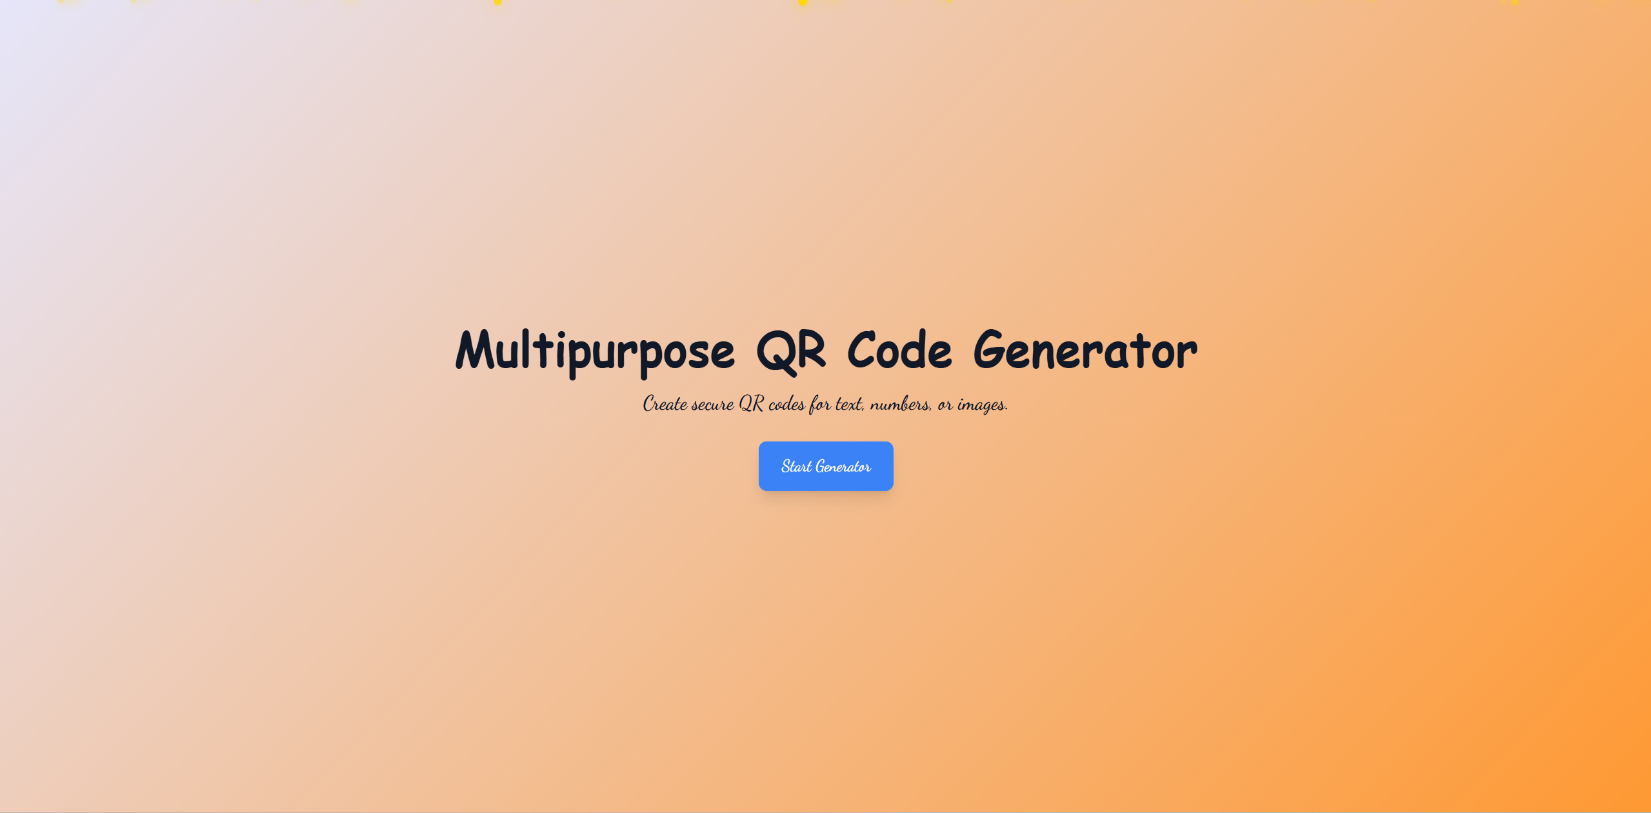 Multipurpose QR Code Generator
Create secure QR codes for text, numbers, or images.
Start Generator